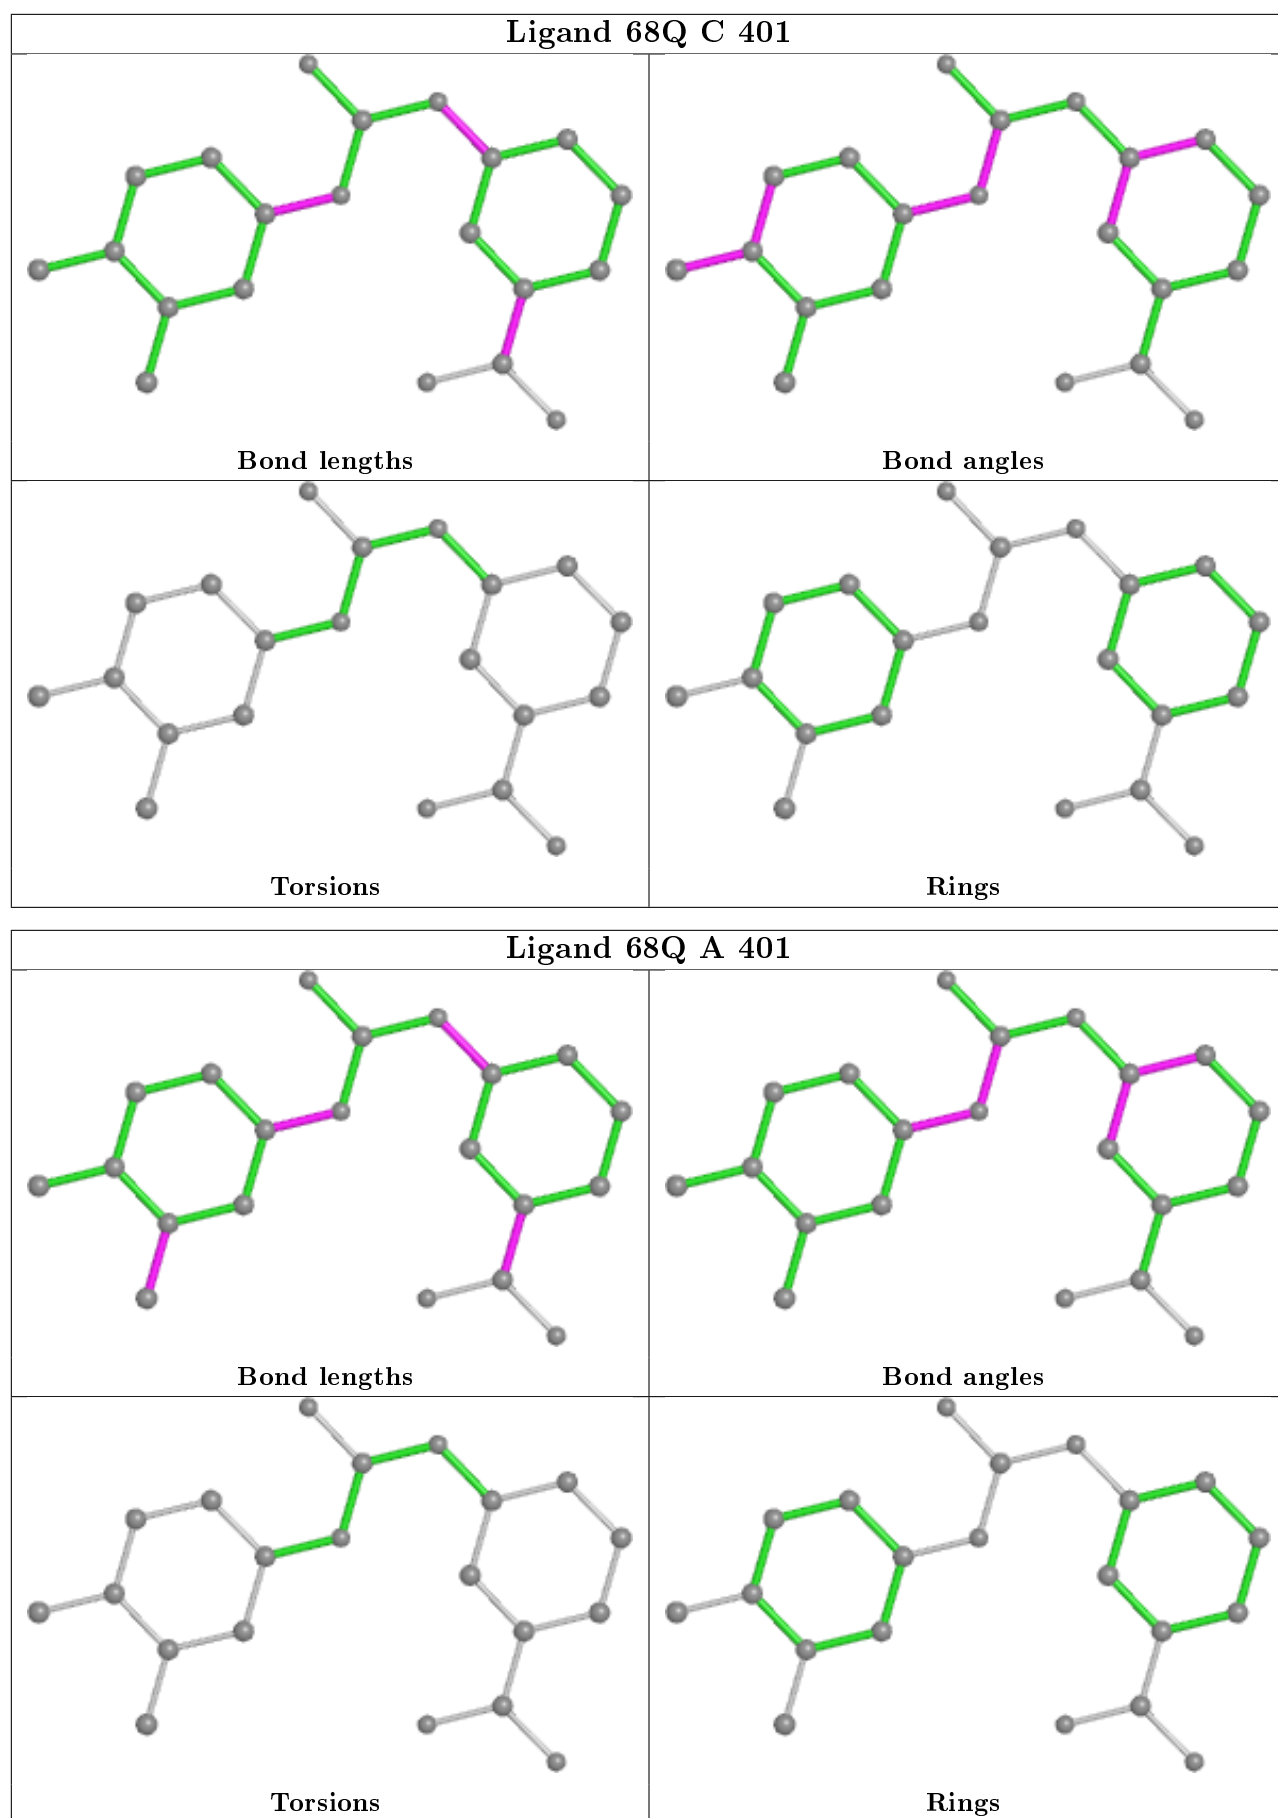 Ligand 68Q C 401
Bond lengths
Bond angles
Torsions
Rings
Ligand 68Q A 401
Bond lengths
Bond angles
Torsions
Rings